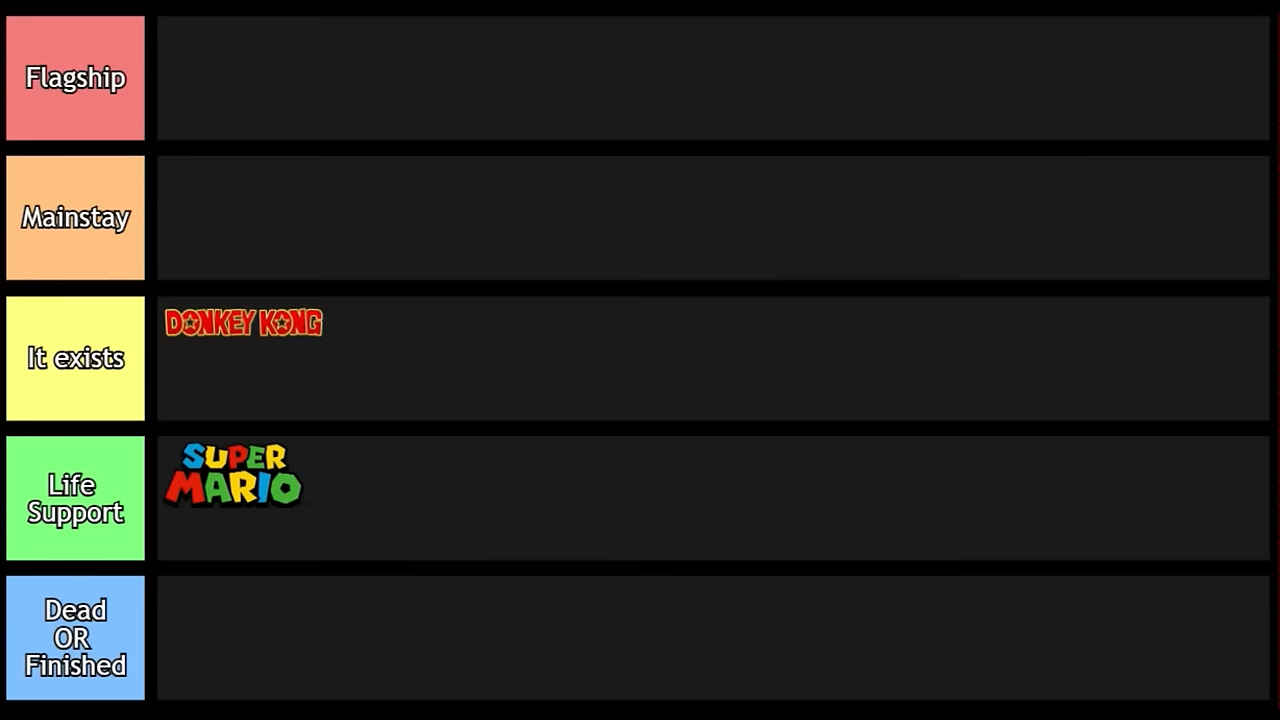 Flagship
Mainstay
It exists
DONKEY KONG
Life
Support
SUPER
MARIO
Dead
OR
Finished